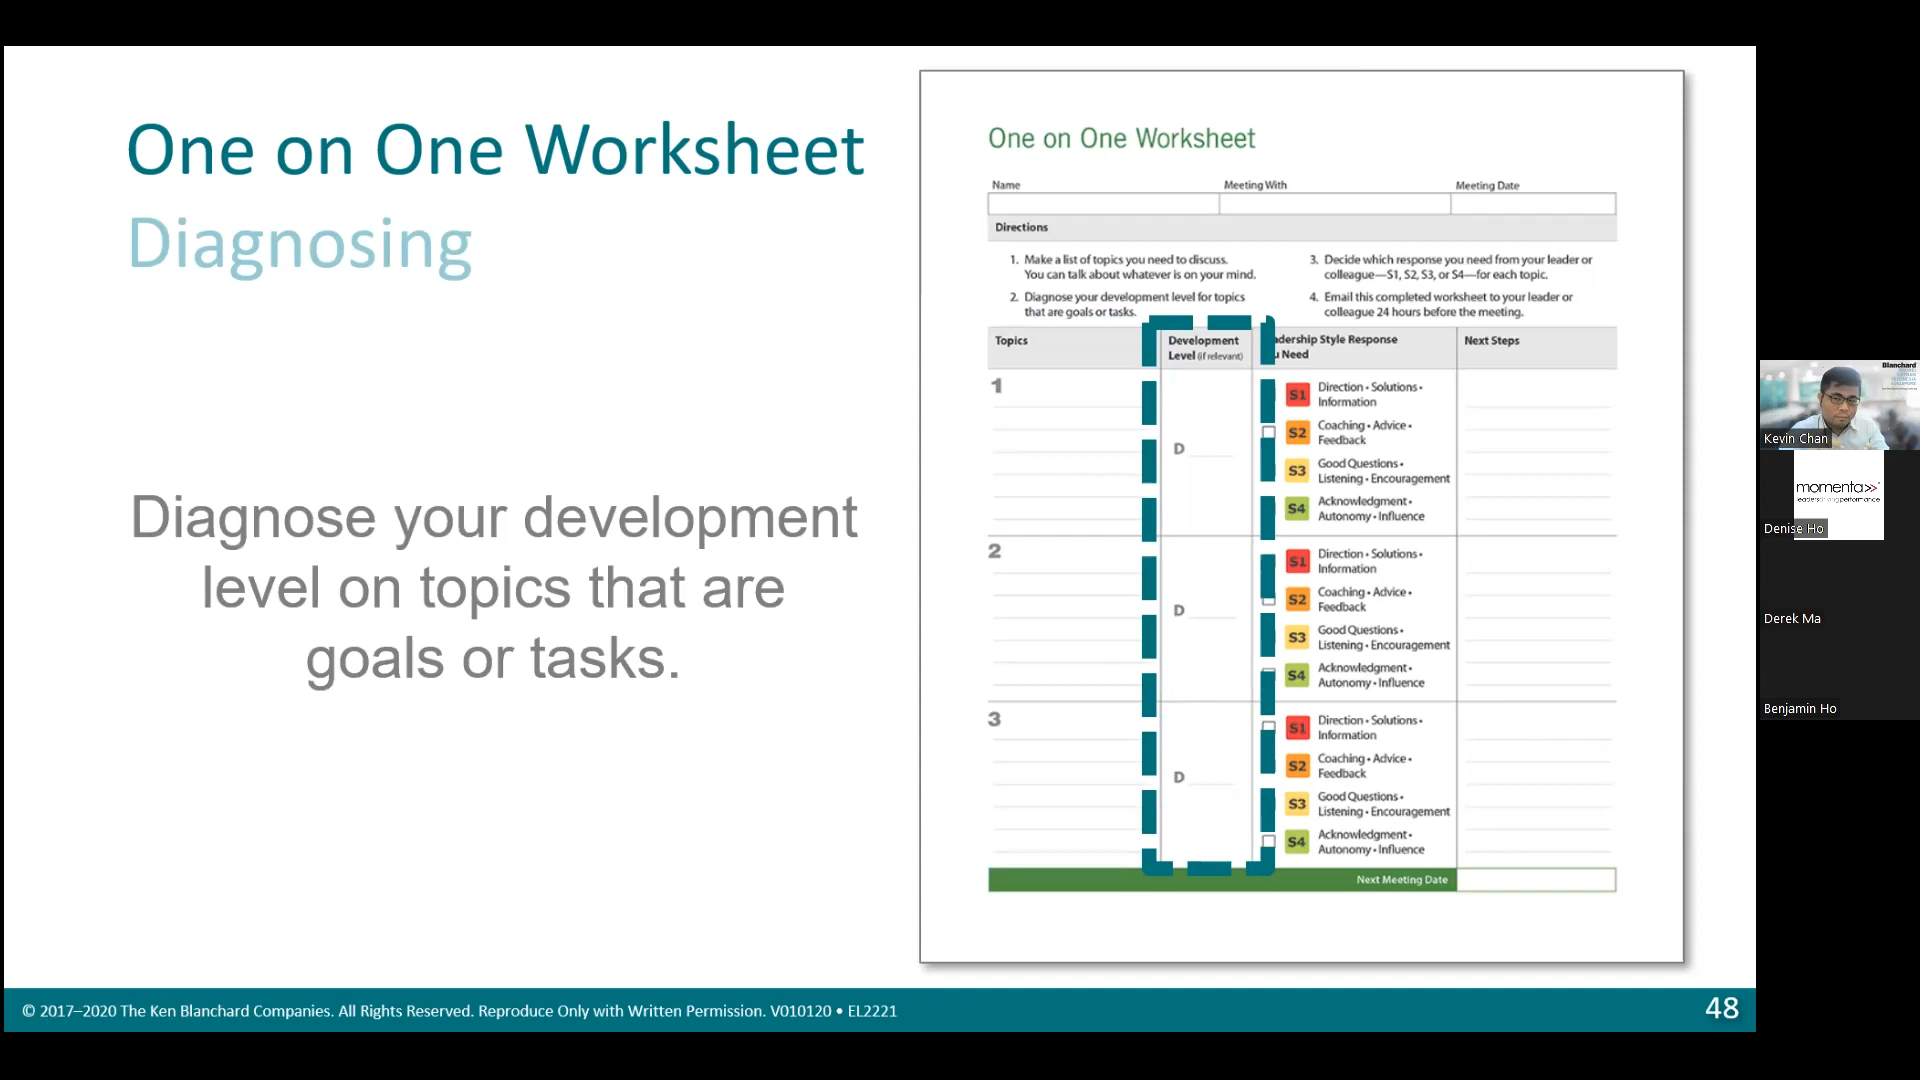 One on One Worksheet
Diagnosing
Diagnose your development
level on topics that are
goals or tasks.
One on One Worksheet
Name Meeting With Meeting Date
Directions
1. Make a list of topics you need to discuss.
You can talk about whatever is on your mind.
2. Diagnose your development level for topics
that are goals or tasks.
3. Decide which response you need from your leader or
colleague—S1, S2, S3, or S4—for each topic.
4. Email this completed worksheet to your leader or
colleague 24 hours before the meeting.
Topics
Development
Level (if relevant)
Style Response
Need
Next Steps
1
D
S1 Direction • Solutions •
Information
S2 Coaching • Advice •
Feedback
S3 Good Questions •
Listening • Encouragement
S4 Acknowledgment •
Autonomy • Influence
2
D
S1 Direction • Solutions •
Information
S2 Coaching • Advice •
Feedback
S3 Good Questions •
Listening • Encouragement
S4 Acknowledgment •
Autonomy • Influence
3
D
S1 Direction • Solutions •
Information
S2 Coaching • Advice •
Feedback
S3 Good Questions •
Listening • Encouragement
S4 Acknowledgment •
Autonomy • Influence
Next Meeting Date
© 2017–2020 The Ken Blanchard Companies. All Rights Reserved. Reproduce Only with Written Permission. V010120 • EL2221
48
Blanchard
Kevin Chan
momenta>>
Denise Ho
Derek Ma
Benjamin Ho